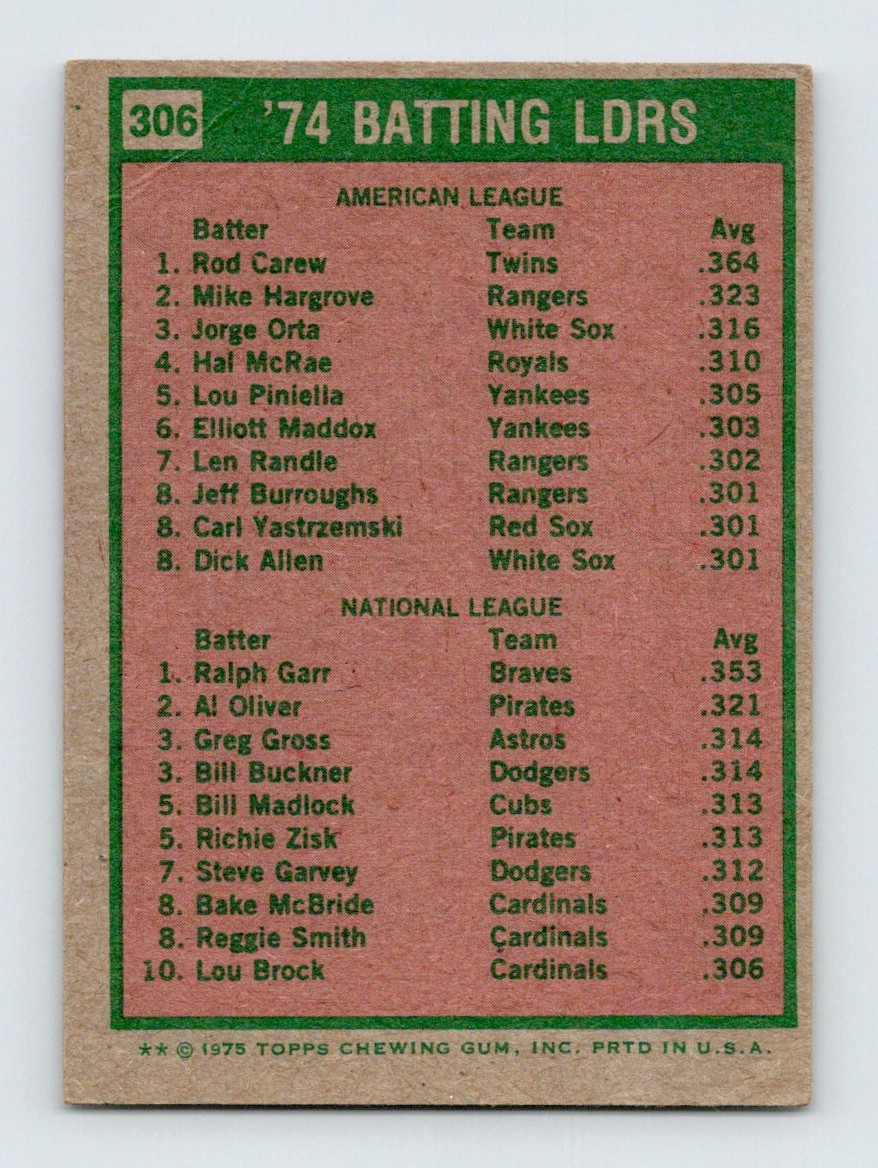 306 '74 BATTING LDRS
AMERICAN LEAGUE
Batter Team Avg
1. Rod Carew Twins .364
2. Mike Hargrove Rangers .323
3. Jorge Orta White Sox .316
4. Hal McRae Royals .310
5. Lou Piniella Yankees .305
6. Elliott Maddox Yankees .303
7. Len Randle Rangers .302
8. Jeff Burroughs Rangers .301
8. Carl Yastrzemski Red Sox .301
8. Dick Allen White Sox .301
NATIONAL LEAGUE
Batter Team Avg
1. Ralph Garr Braves .353
2. Al Oliver Pirates .321
3. Greg Gross Astros .314
3. Bill Buckner Dodgers .314
5. Bill Madlock Cubs .313
5. Richie Zisk Pirates .313
7. Steve Garvey Dodgers .312
8. Bake McBride Cardinals .309
8. Reggie Smith Cardinals .309
10. Lou Brock Cardinals .306
** © 1975 TOPPS CHEWING GUM, INC. PRTD IN U.S.A.